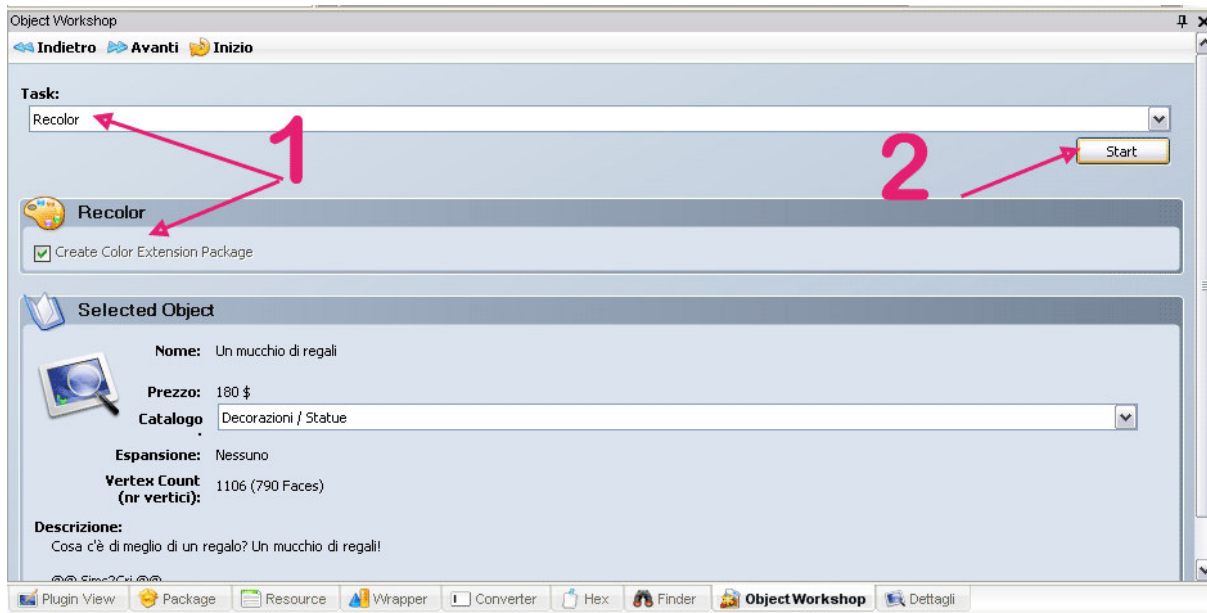 Object Workshop
Indietro Avanti Inizio
Task:
Recolor
1
2
Start
Recolor
Create Color Extension Package
Selected Object
Nome: Un mucchio di regali
Prezzo: 180 $
Catalogo Decorazioni / Statue
Espansione: Nessuno
Vertex Count
(nr vertici): 1106 (790 Faces)
Descrizione:
Cosa c'è di meglio di un regalo? Un mucchio di regali!
@@ Sims2Cri @@
Plugin View Package Resource Wrapper Converter Hex Finder Object Workshop Dettagli